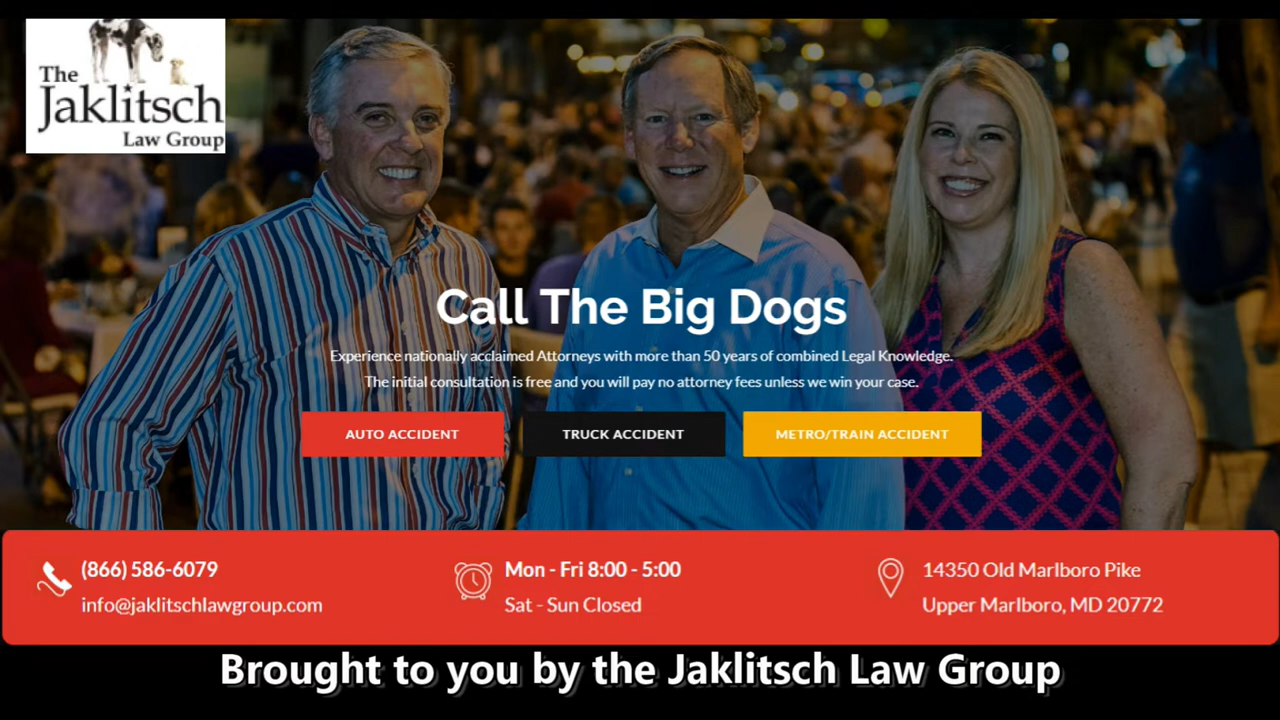 The
Jaklitsch
Law Group
Call The Big Dogs
Experience nationally acclaimed Attorneys with more than 50 years of combined Legal Knowledge.
The initial consultation is free and you will pay no attorney fees unless we win your case.
AUTO ACCIDENT
TRUCK ACCIDENT
METRO/TRAIN ACCIDENT
(866) 586-6079
info@jaklitschlawgroup.com
Mon - Fri 8:00 - 5:00
Sat - Sun Closed
14350 Old Marlboro Pike
Upper Marlboro, MD 20772
Brought to you by the Jaklitsch Law Group